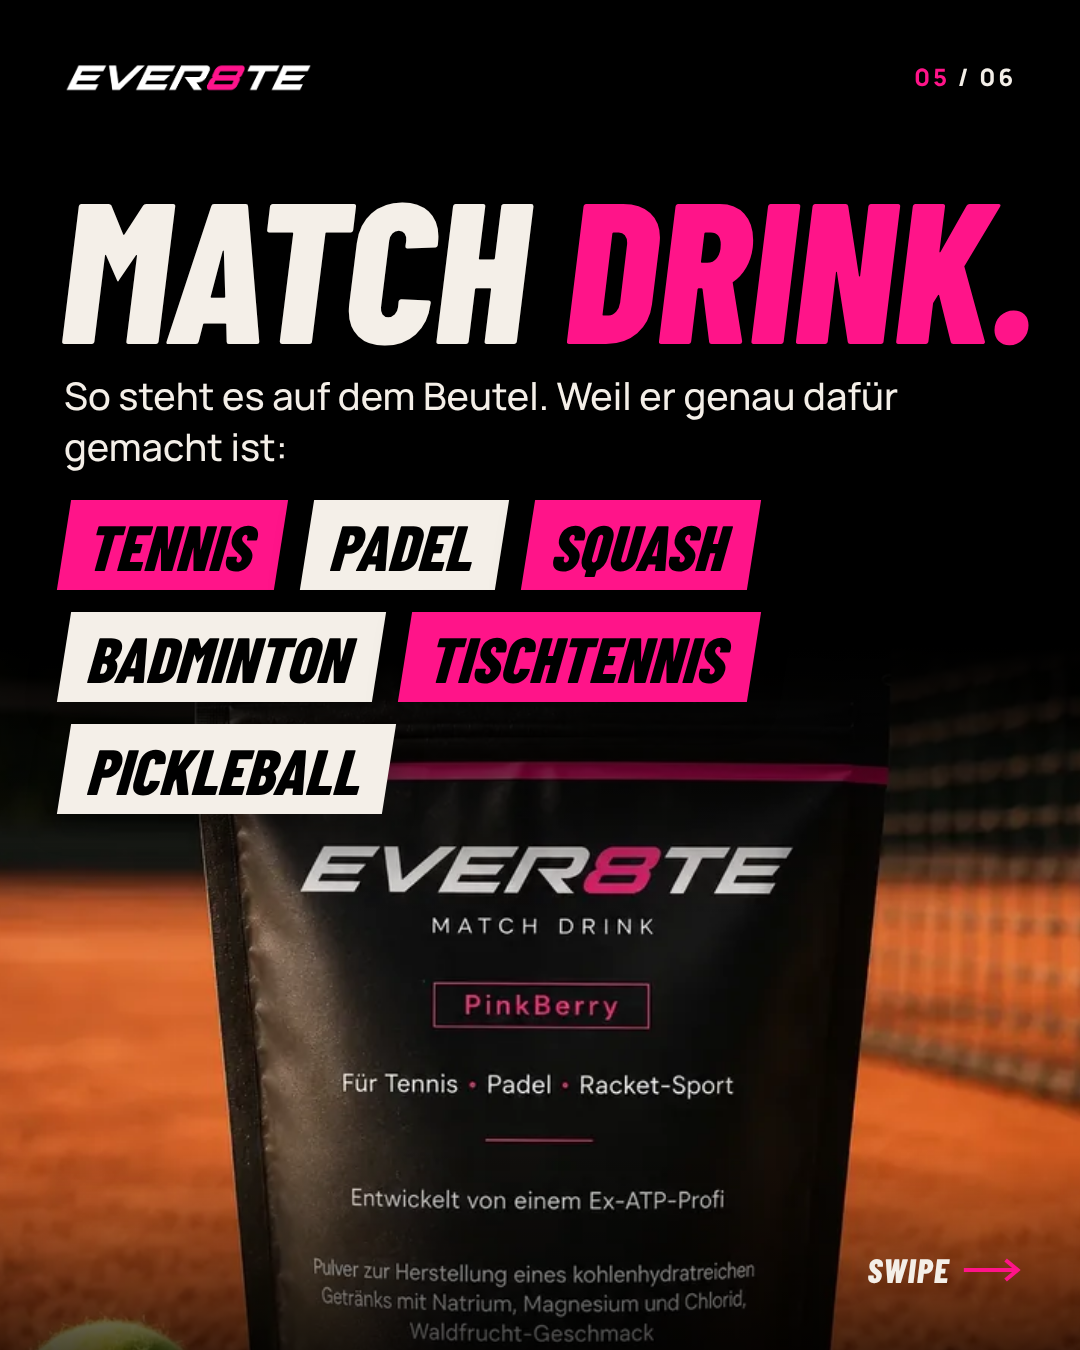 EVER8TE
05 / 06
MATCH DRINK.
So steht es auf dem Beutel. Weil er genau dafür
gemacht ist:
TENNIS PADEL SQUASH
BADMINTON TISCHTENNIS
PICKLEBALL
EVER8TE
MATCH DRINK
PinkBerry
Für Tennis • Padel • Racket-Sport
Entwickelt von einem Ex-ATP-Profi
Pulver zur Herstellung eines kohlenhydratreichen
Getränks mit Natrium, Magnesium und Chlorid,
Waldfrucht-Geschmack
SWIPE →